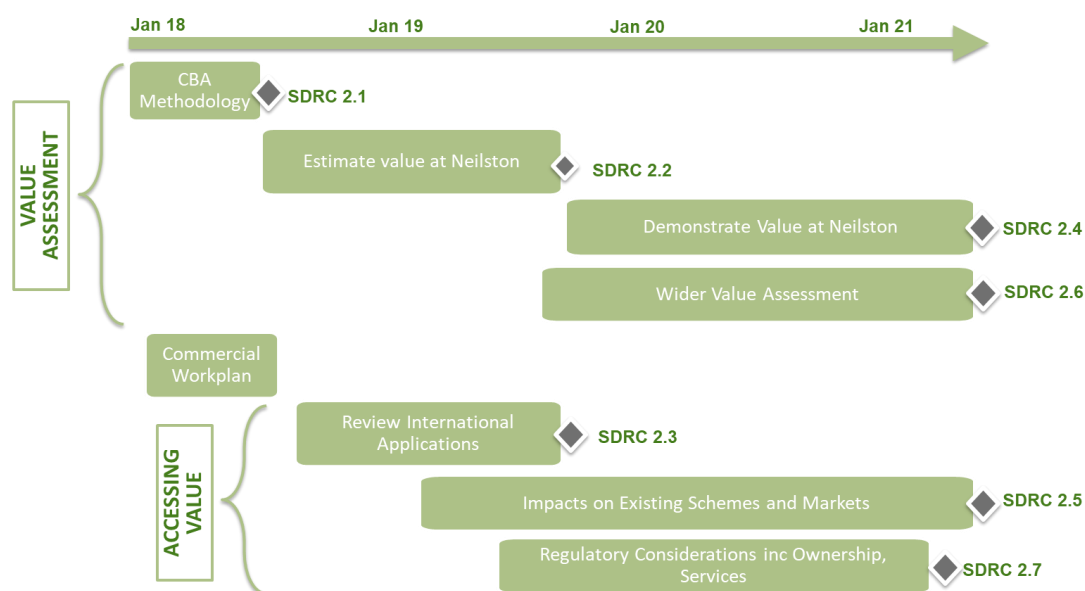 Jan 18
Jan 19
Jan 20
Jan 21
CBA
Methodology
SDRC 2.1
VALUE
ASSESSMENT
Estimate value at Neilston
SDRC 2.2
Demonstrate Value at Neilston
SDRC 2.4
Wider Value Assessment
SDRC 2.6
Commercial
Workplan
Review International
Applications
SDRC 2.3
ACCESSING
VALUE
Impacts on Existing Schemes and Markets
SDRC 2.5
Regulatory Considerations inc Ownership,
Services
SDRC 2.7